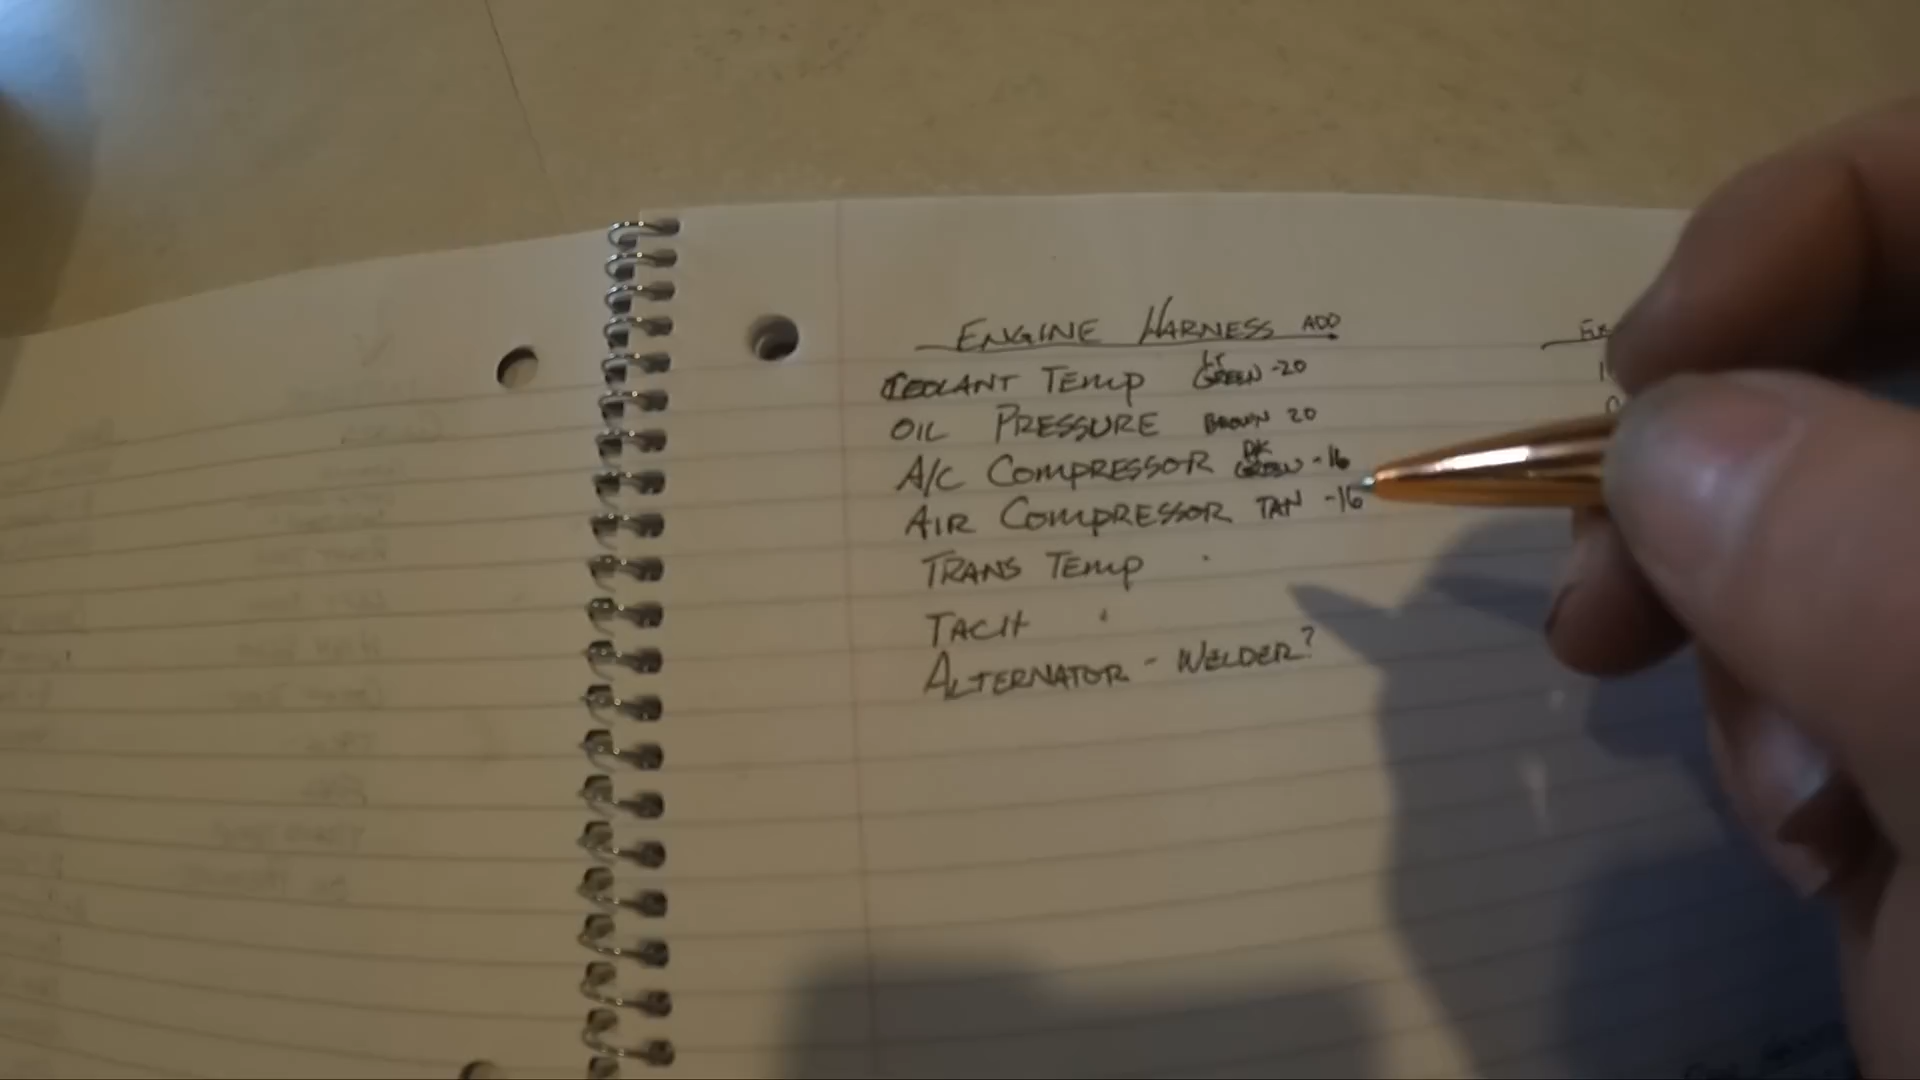 ENGINE HARNESS ADD
COOLANT TEMP LT GREEN -20
OIL PRESSURE BROWN 20
A/C COMPRESSOR DK GREEN -16
AIR COMPRESSOR TAN -16
TRANS TEMP
TACH
ALTERNATOR - WELDER?